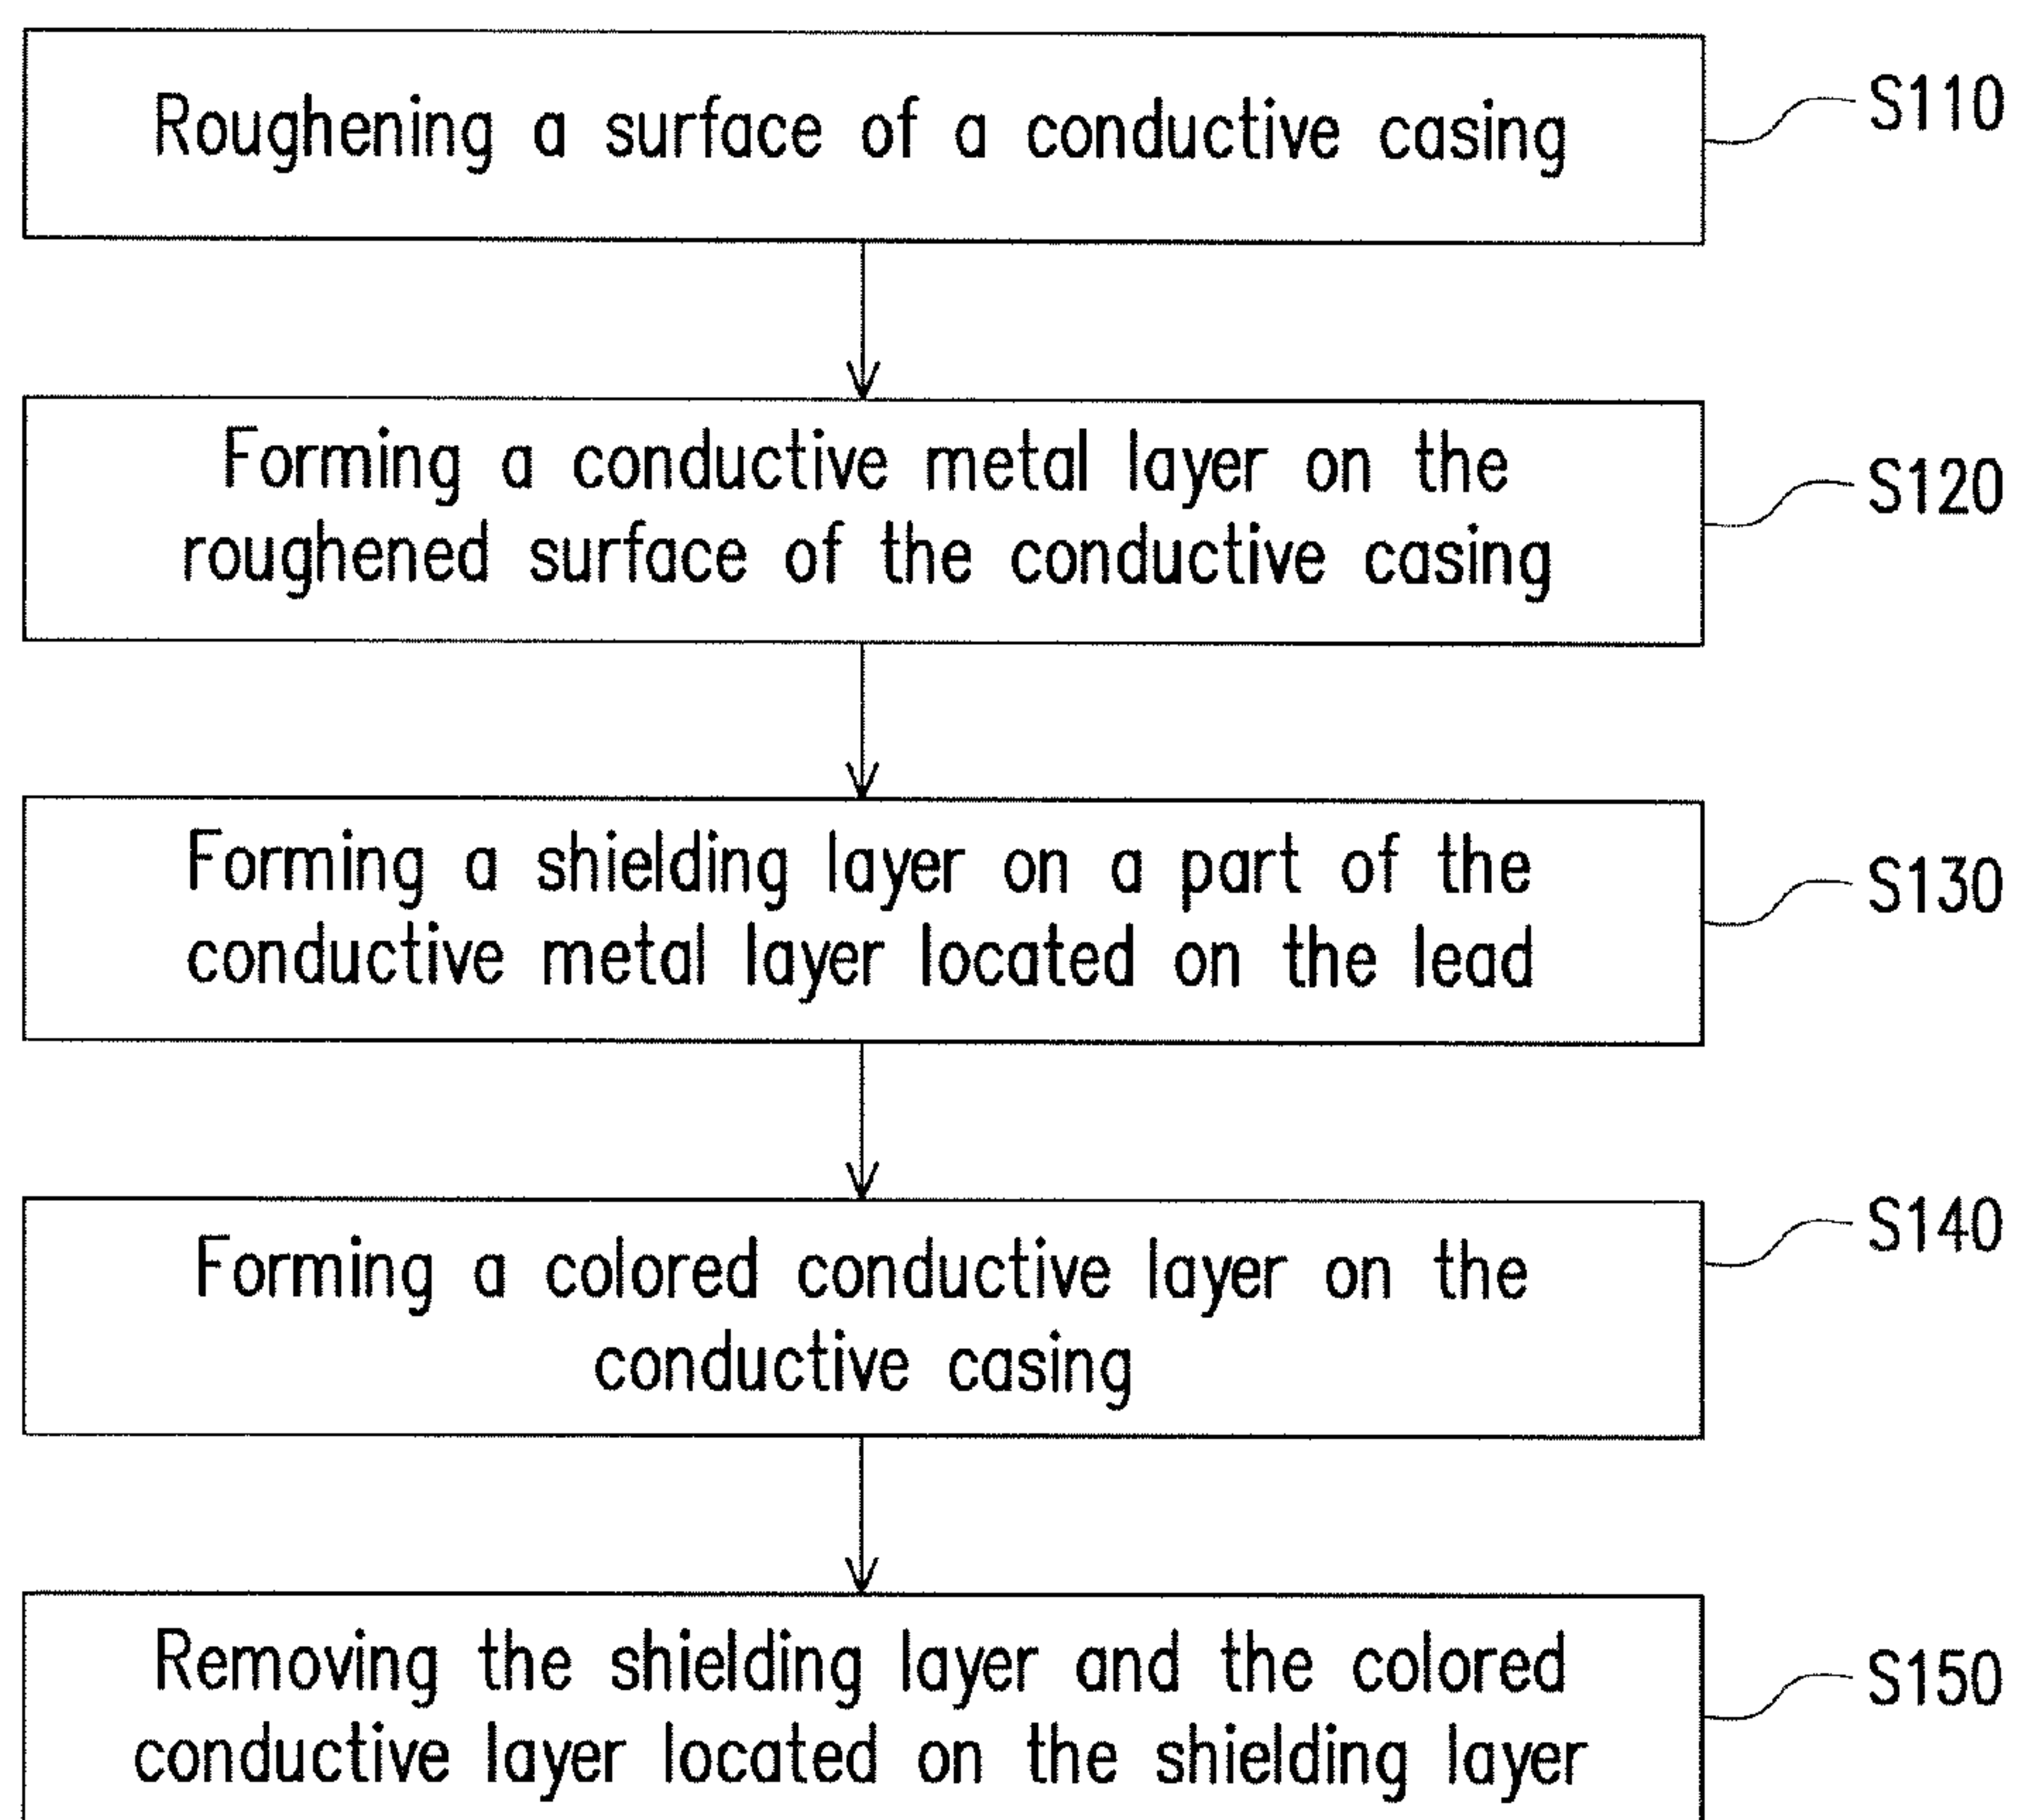 Roughening a surface of a conductive casing
S110
Forming a conductive metal layer on the
roughened surface of the conductive casing
S120
Forming a shielding layer on a part of the
conductive metal layer located on the lead
S130
Forming a colored conductive layer on the
conductive casing
S140
Removing the shielding layer and the colored
conductive layer located on the shielding layer
S150